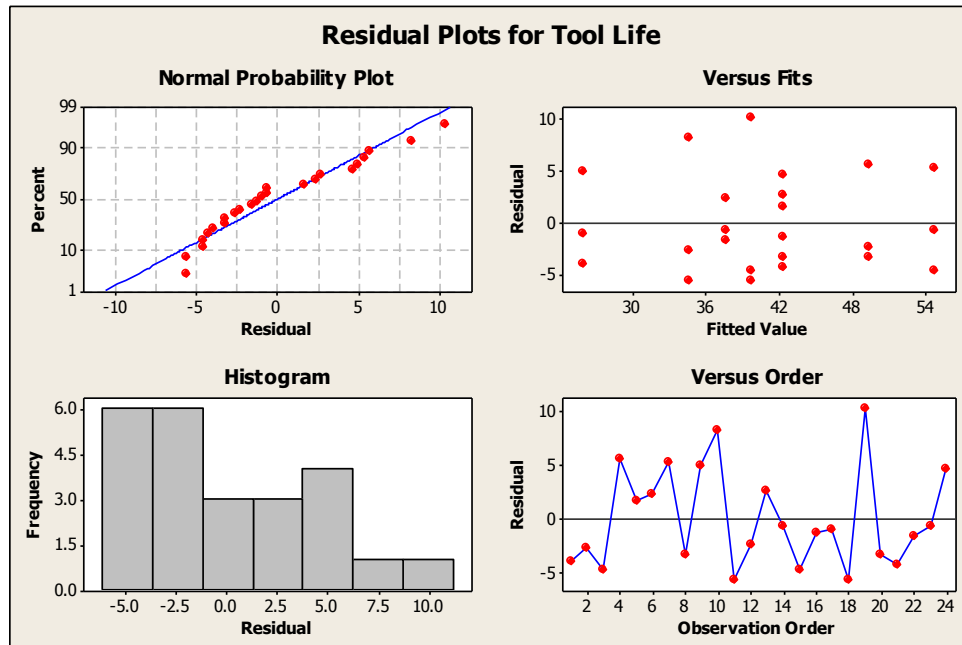 Residual Plots for Tool Life
Normal Probability Plot
99
90
50
10
1
Percent
-10 -5 0 5 10
Residual
Versus Fits
10
5
0
-5
Residual
30 36 42 48 54
Fitted Value
Histogram
6.0
4.5
3.0
1.5
0.0
Frequency
-5.0 -2.5 0.0 2.5 5.0 7.5 10.0
Residual
Versus Order
10
5
0
-5
Residual
2 4 6 8 10 12 14 16 18 20 22 24
Observation Order